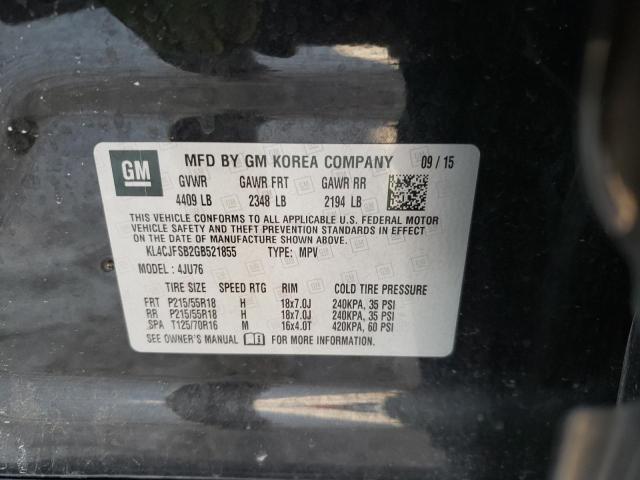 GM MFD BY GM KOREA COMPANY 09 / 15
GVWR GAWR FRT GAWR RR
4409 LB 2348 LB 2194 LB
THIS VEHICLE CONFORMS TO ALL APPLICABLE U.S. FEDERAL MOTOR
VEHICLE SAFETY AND THEFT PREVENTION STANDARDS IN EFFECT
ON THE DATE OF MANUFACTURE SHOWN ABOVE.
KL4CJFSB2GB521855 TYPE: MPV
MODEL : 4JU76
TIRE SIZE SPEED RTG RIM COLD TIRE PRESSURE
FRT P215/55R18 H 18x7.0J 240KPA, 35 PSI
RR P215/55R18 H 18x7.0J 240KPA, 35 PSI
SPA T125/70R16 M 16x4.0T 420KPA, 60 PSI
SEE OWNER'S MANUAL FOR MORE INFORMATION.